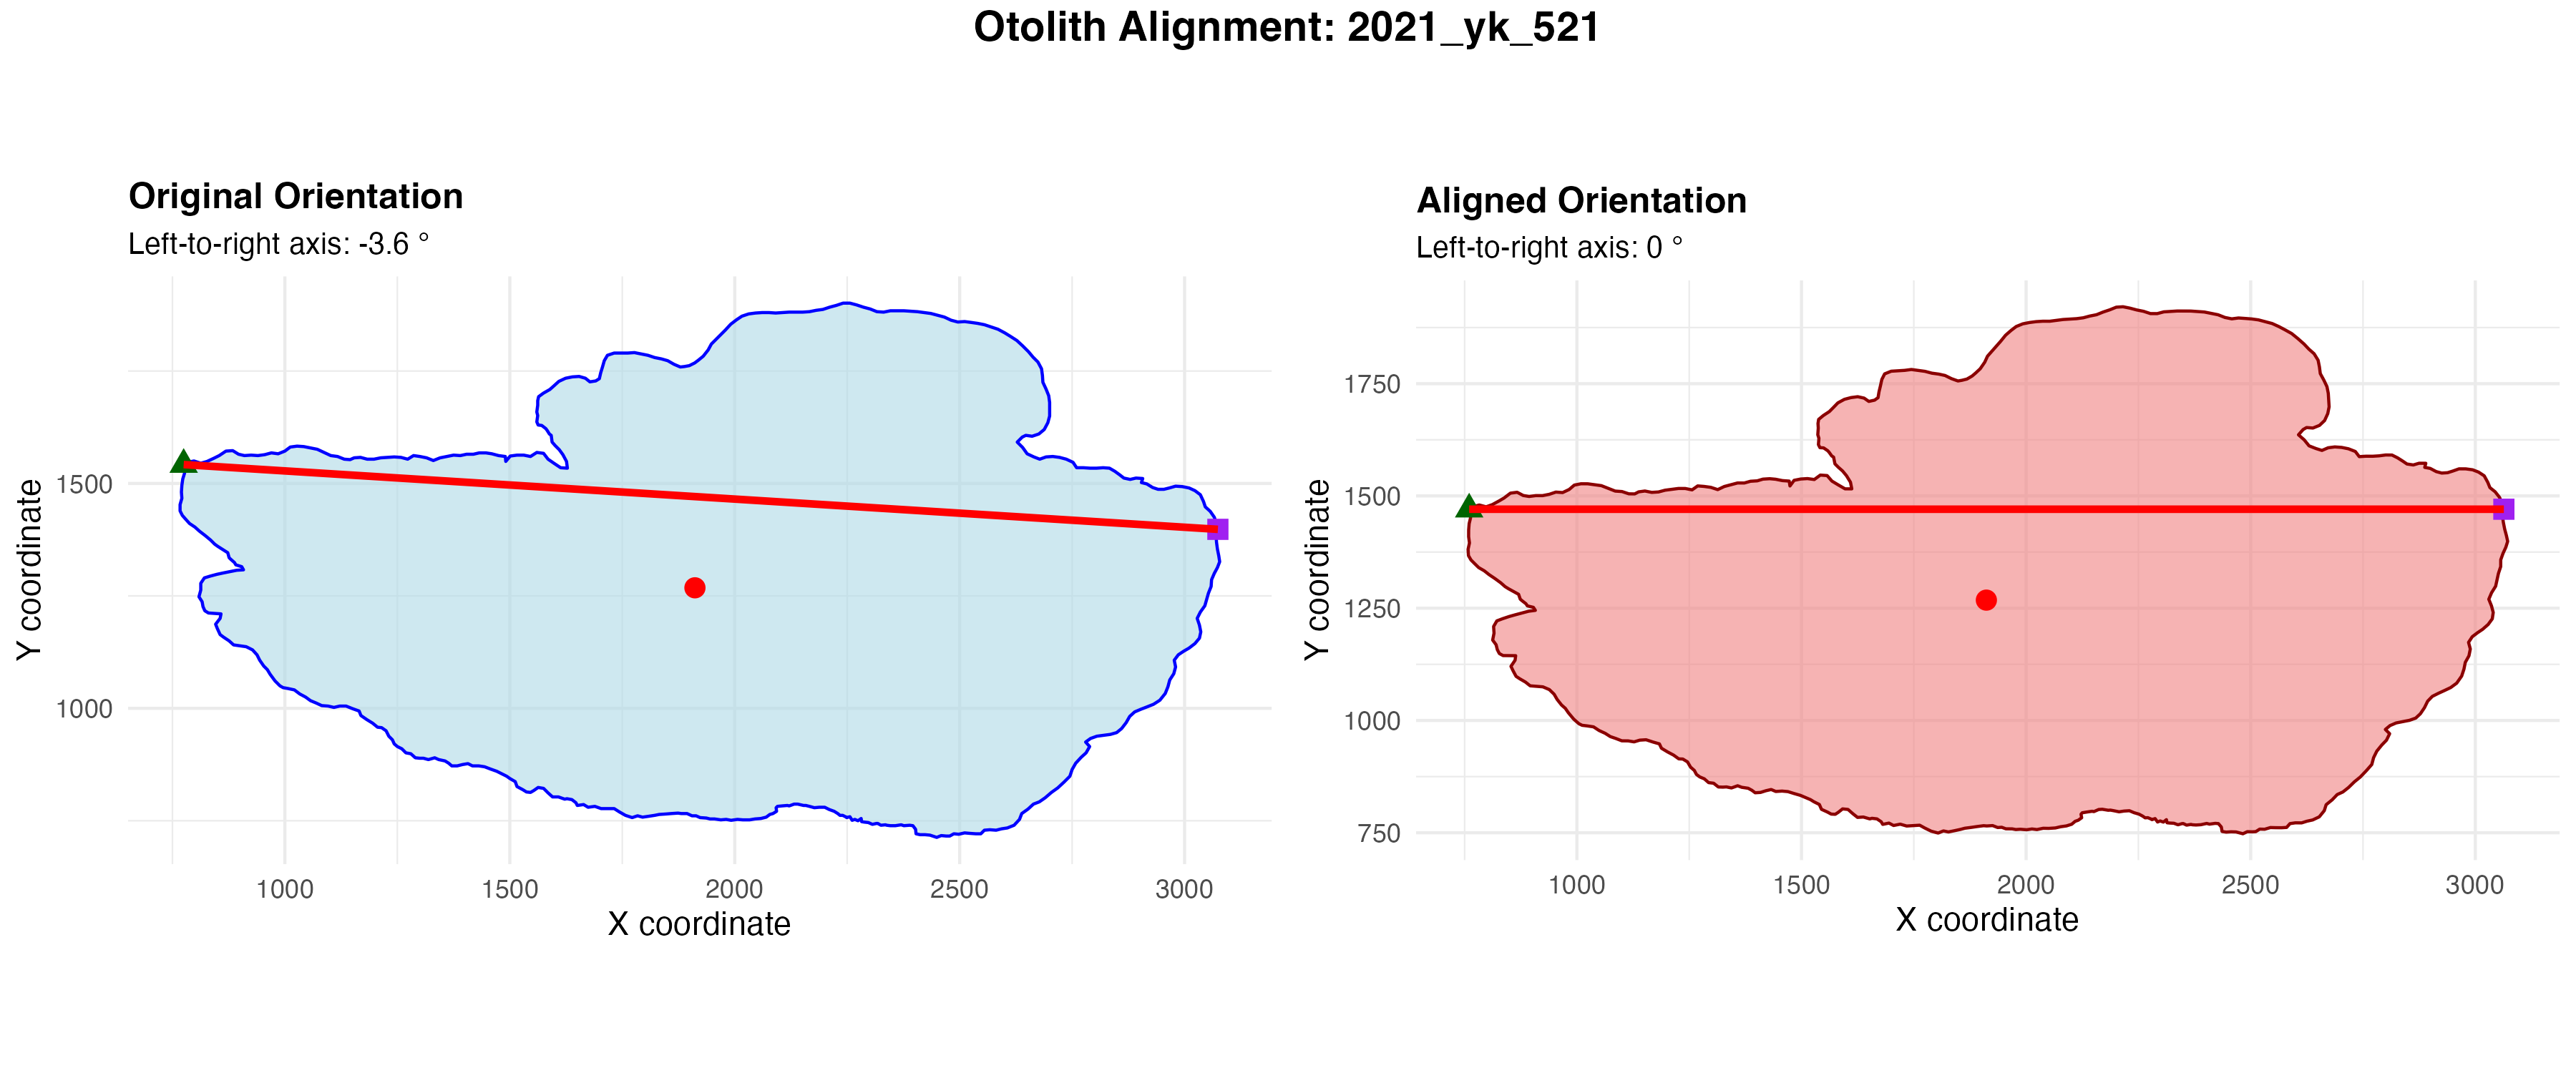 Otolith Alignment: 2021_yk_521
Original Orientation
Left-to-right axis: -3.6 °
Y coordinate
1500
1000
1000 1500 2000 2500 3000
X coordinate
Aligned Orientation
Left-to-right axis: 0 °
Y coordinate
1750
1500
1250
1000
750
1000 1500 2000 2500 3000
X coordinate